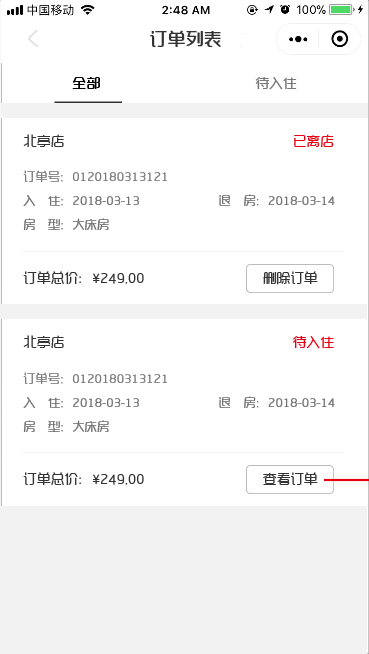 中国移动 2:48 AM 100%
订单列表
全部 待入住
北亭店 已离店
订单号: 0120180313121
入 住: 2018-03-13 退 房: 2018-03-14
房 型: 大床房
订单总价: ¥249.00 删除订单
北亭店 待入住
订单号: 0120180313121
入 住: 2018-03-13 退 房: 2018-03-14
房 型: 大床房
订单总价: ¥249.00 查看订单